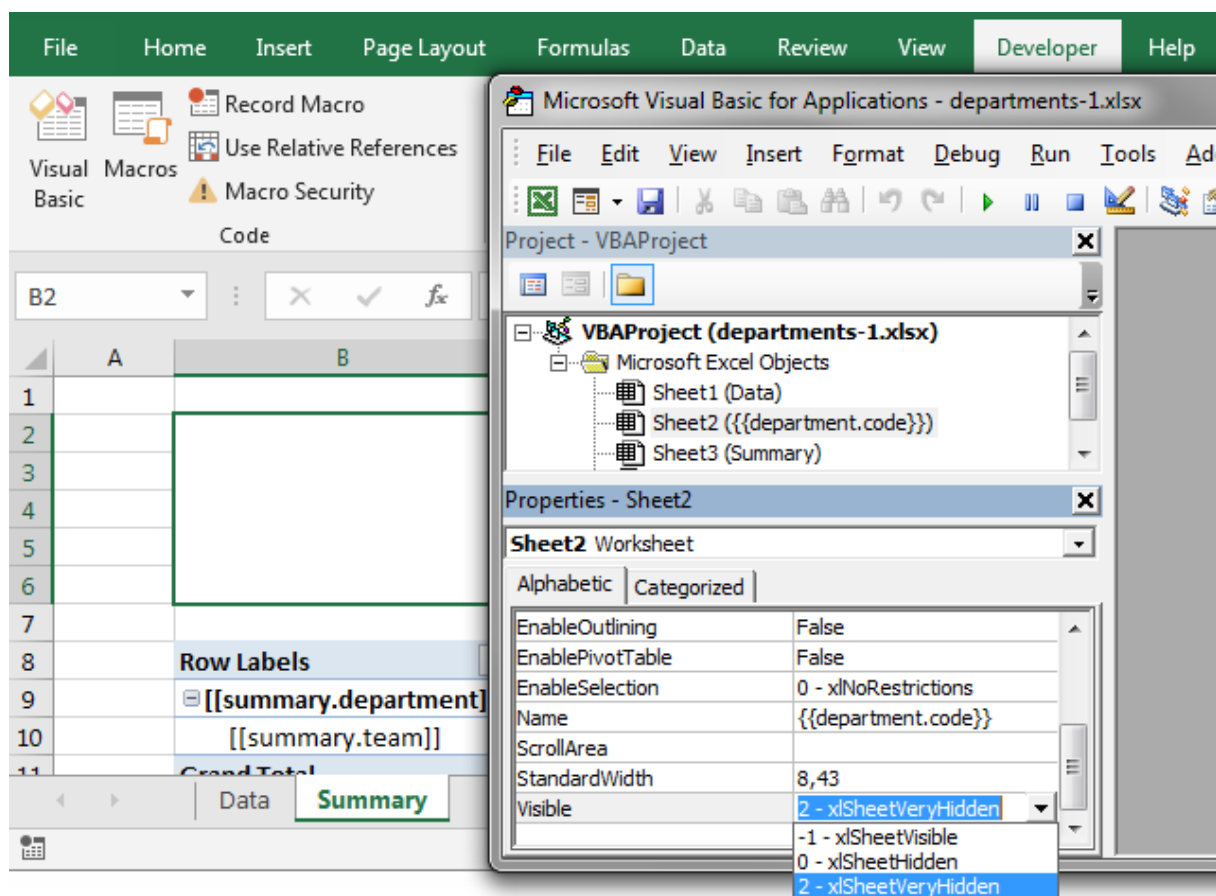 File Home Insert Page Layout Formulas Data Review View Developer Help
Visual Basic
Macros
Record Macro
Use Relative References
Macro Security
Code
B2
fx
A B
1
2
3
4
5
6
7
8 Row Labels
9 [[summary.department]
10 [[summary.team]]
11 Grand Total
Data Summary
Microsoft Visual Basic for Applications - departments-1.xlsx
File Edit View Insert Format Debug Run Tools Ad
Project - VBAProject
VBAProject (departments-1.xlsx)
Microsoft Excel Objects
Sheet1 (Data)
Sheet2 ({{department.code}})
Sheet3 (Summary)
Properties - Sheet2
Sheet2 Worksheet
Alphabetic Categorized
EnableOutlining False
EnablePivotTable False
EnableSelection 0 - xlNoRestrictions
Name {{department.code}}
ScrollArea
StandardWidth 8,43
Visible 2 - xlSheetVeryHidden
-1 - xlSheetVisible
0 - xlSheetHidden
2 - xlSheetVeryHidden